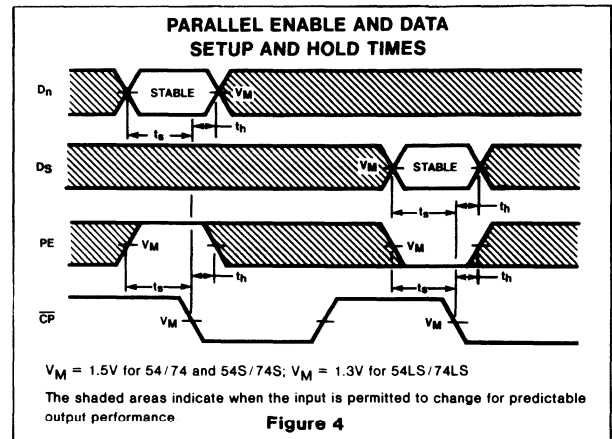 PARALLEL ENABLE AND DATA
SETUP AND HOLD TIMES
Dn
STABLE
VM
ts
th
DS
VM
STABLE
ts
th
PE
VM
VM
ts
th
ts
th
CP
VM
VM
VM = 1.5V for 54/74 and 54S/74S; VM = 1.3V for 54LS/74LS
The shaded areas indicate when the input is permitted to change for predictable
output performance
Figure 4